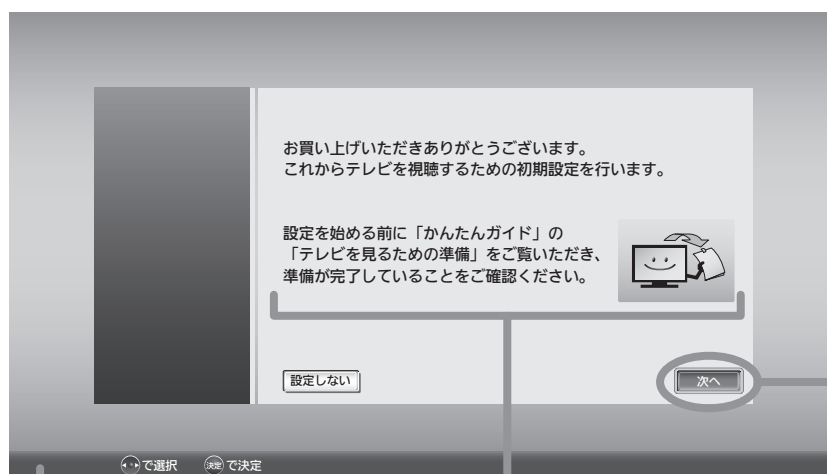 お買い上げいただきありがとうございます。
これからテレビを視聴するための初期設定を行います。
設定を始める前に「かんたんガイド」の
「テレビを見るための準備」をご覧いただき、
準備が完了していることをご確認ください。
設定しない
次へ
で選択 決定 で決定